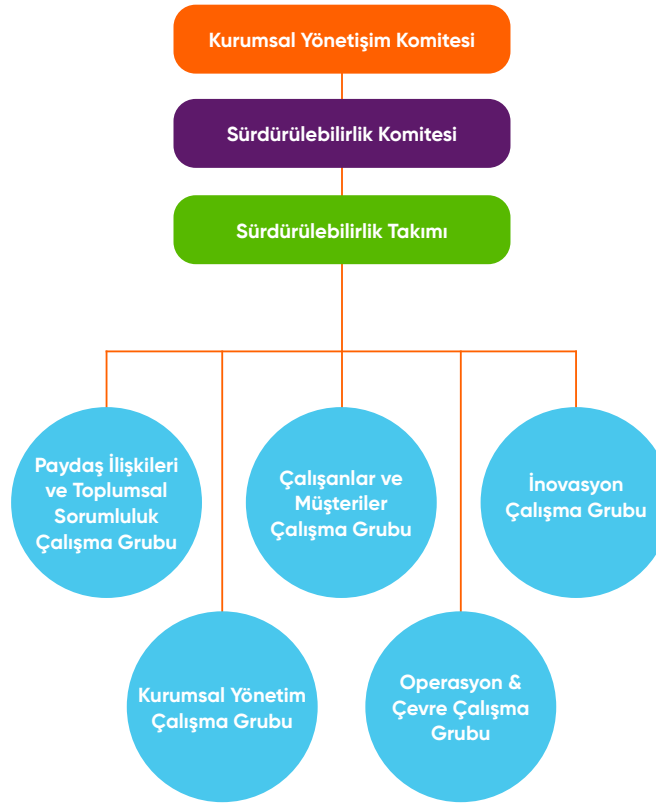 Kurumsal Yönetişim Komitesi
Sürdürülebilirlik Komitesi
Sürdürülebilirlik Takımı
Paydaş İlişkileri
ve Toplumsal
Sorumluluk
Çalışma Grubu
Çalışanlar ve
Müşteriler
Çalışma Grubu
İnovasyon
Çalışma Grubu
Kurumsal Yönetim
Çalışma Grubu
Operasyon &
Çevre Çalışma
Grubu